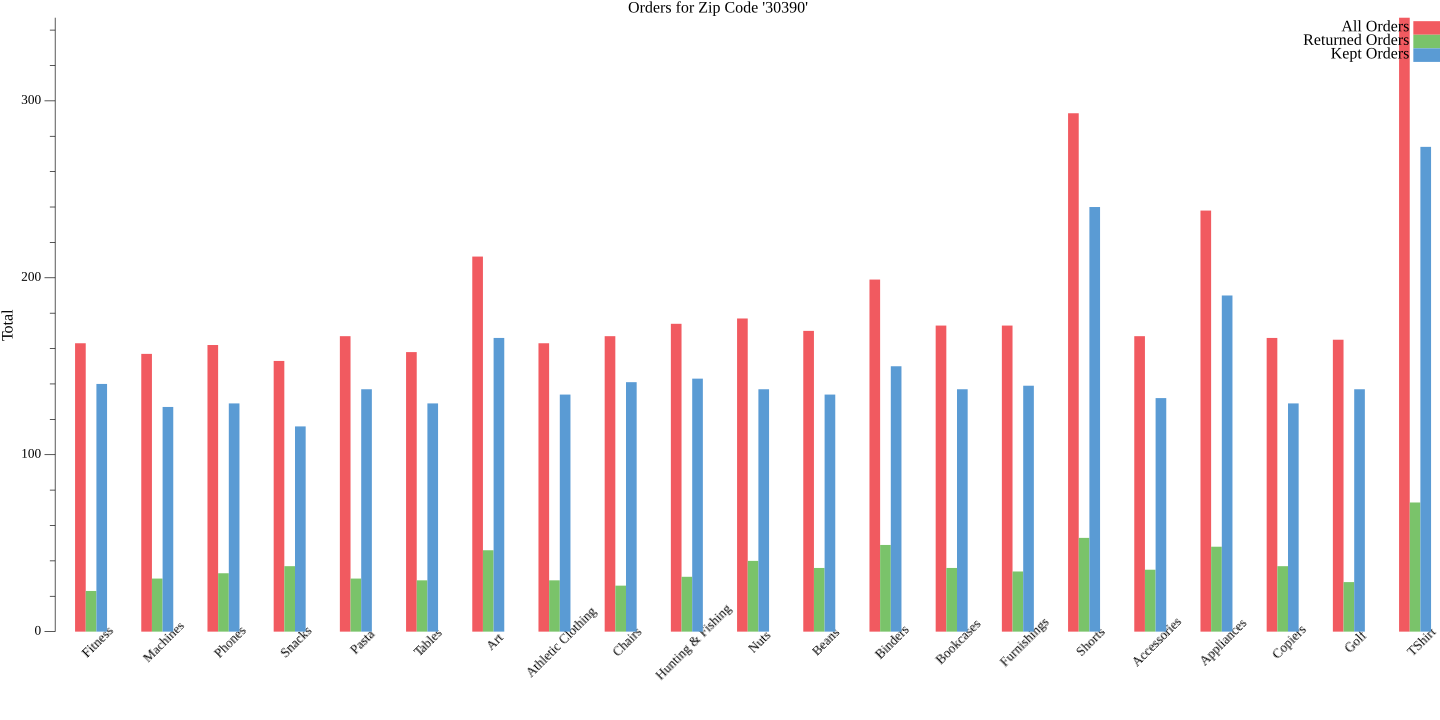 Orders for Zip Code '30390'
All Orders
Returned Orders
Kept Orders
300
200
100
0
Total
Fitness
Machines
Phones
Snacks
Pasta
Tables
Art
Athletic Clothing
Chairs
Hunting & Fishing
Nuts
Beans
Binders
Bookcases
Furnishings
Shorts
Accessories
Appliances
Copiers
Golf
TShirt